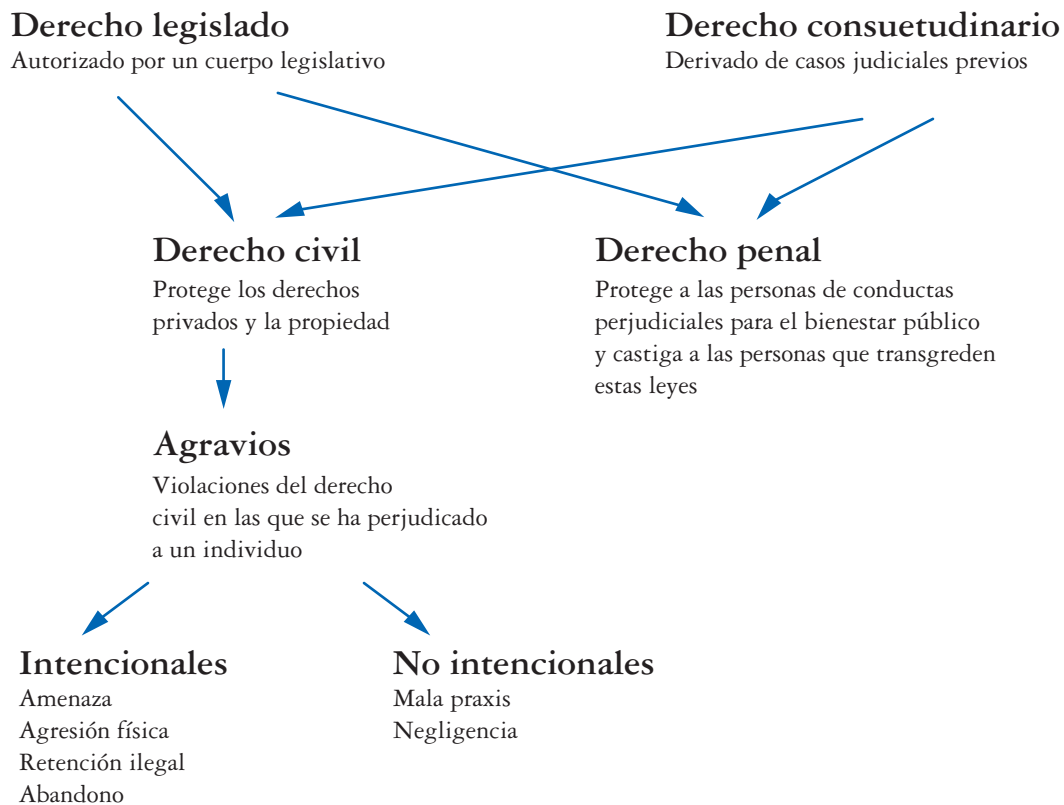 Derecho legislado
Autorizado por un cuerpo legislativo
Derecho consuetudinario
Derivado de casos judiciales previos
Derecho civil
Protege los derechos
privados y la propiedad
Derecho penal
Protege a las personas de conductas
perjudiciales para el bienestar público
y castiga a las personas que transgreden
estas leyes
Agravios
Violaciones del derecho
civil en las que se ha perjudicado
a un individuo
Intencionales
Amenaza
Agresión física
Retención ilegal
Abandono
No intencionales
Mala praxis
Negligencia